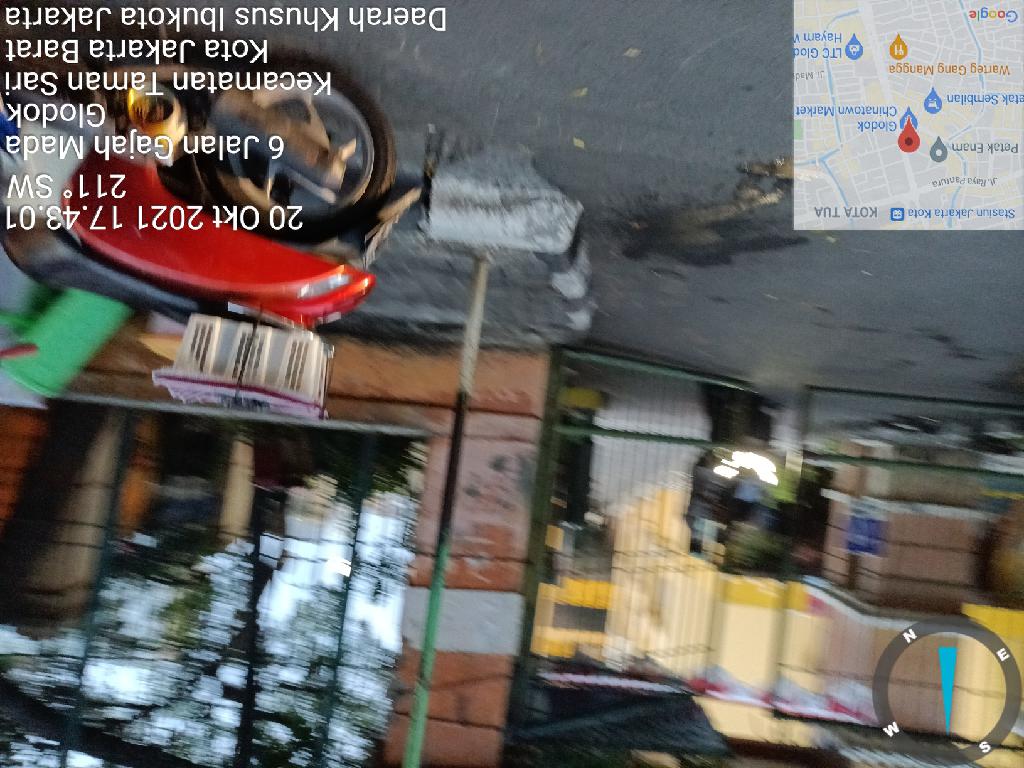 S
W
E
N
Stasiun Jakarta Kota
KOTA TUA
Jl. Raya Pantura
Petak Enam
Glodok
Chinatown Market
etak Sembilan
Jl. Mad
Warteg Gang Mangga
LTC Glod
Hayam W
Google
20 Okt 2021 17.43.01
211° SW
6 Jalan Gajah Mada
Glodok
Kecamatan Taman Sari
Kota Jakarta Barat
Daerah Khusus Ibukota Jakarta